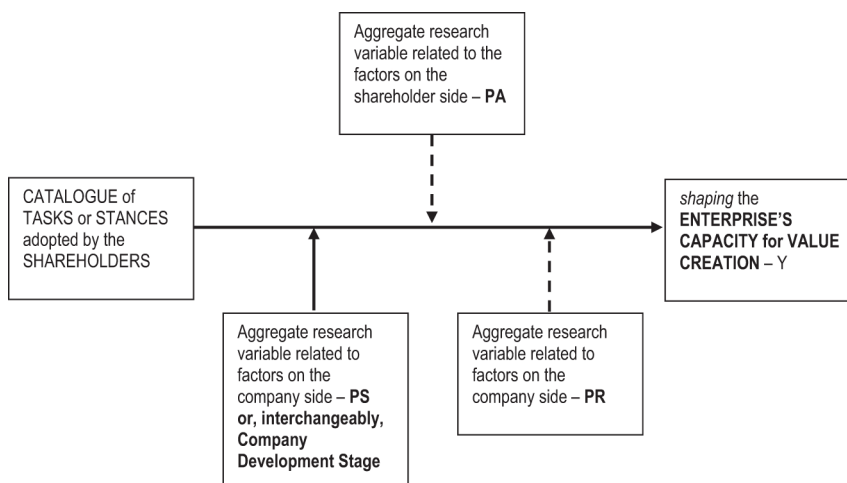 Aggregate research
variable related to the
factors on the
shareholder side – PA
CATALOGUE of
TASKS or STANCES
adopted by the
SHAREHOLDERS
shaping the
ENTERPRISE'S
CAPACITY for VALUE
CREATION – Y
Aggregate research
variable related to
factors on the
company side – PS
or, interchangeably,
Company
Development Stage
Aggregate research
variable related to
factors on the
company side – PR